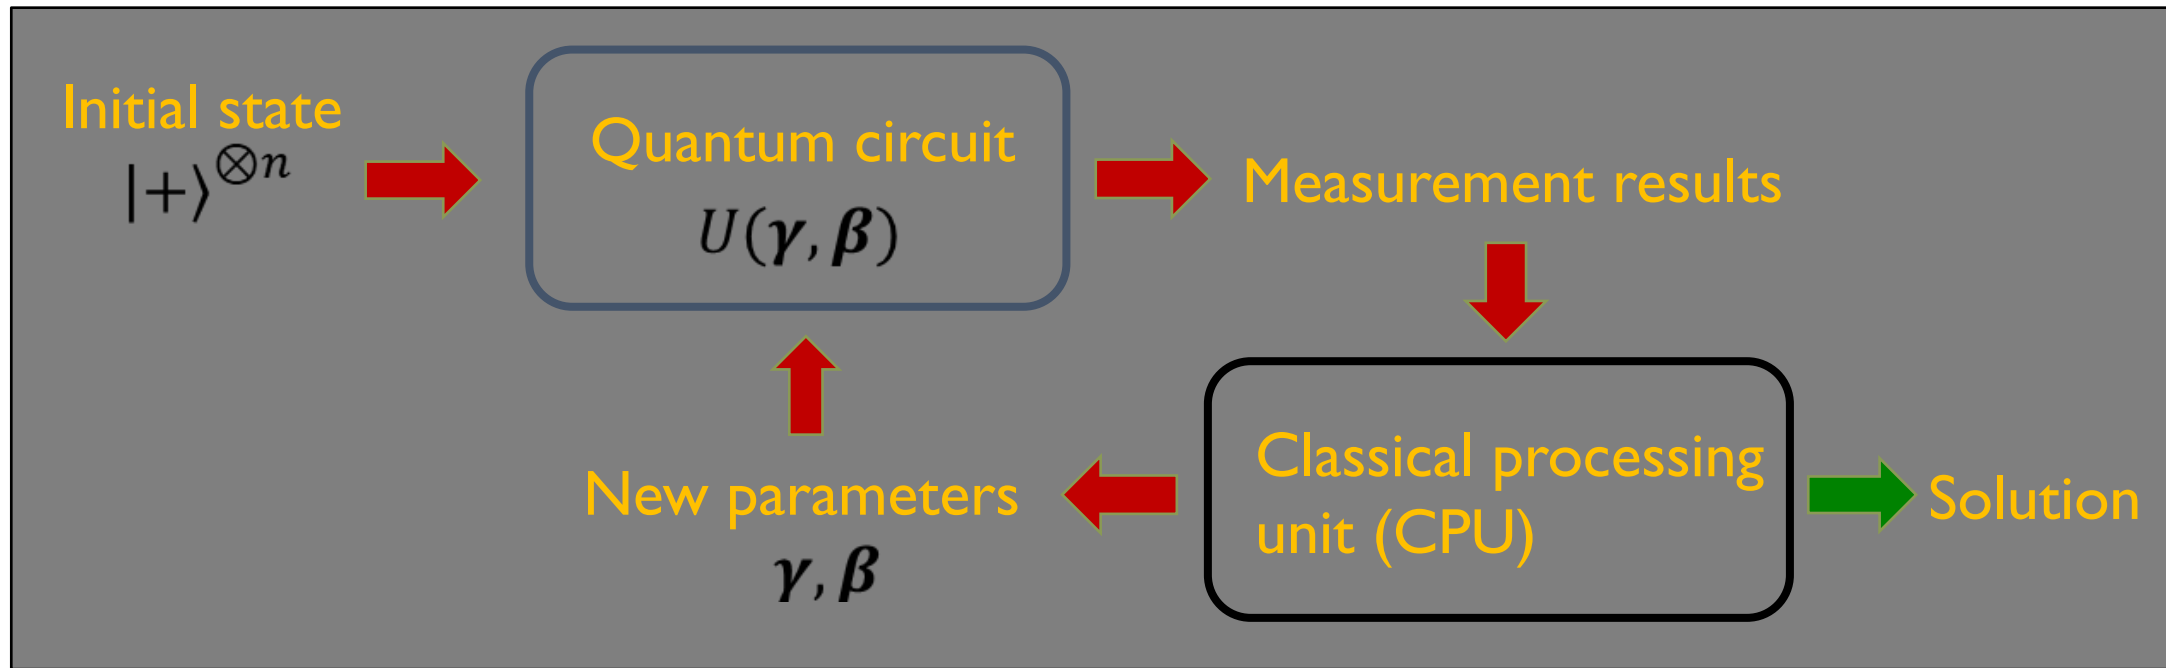 Initial state
|+⟩⊗n
Quantum circuit
U(γ, β)
Measurement results
New parameters
γ, β
Classical processing
unit (CPU)
Solution